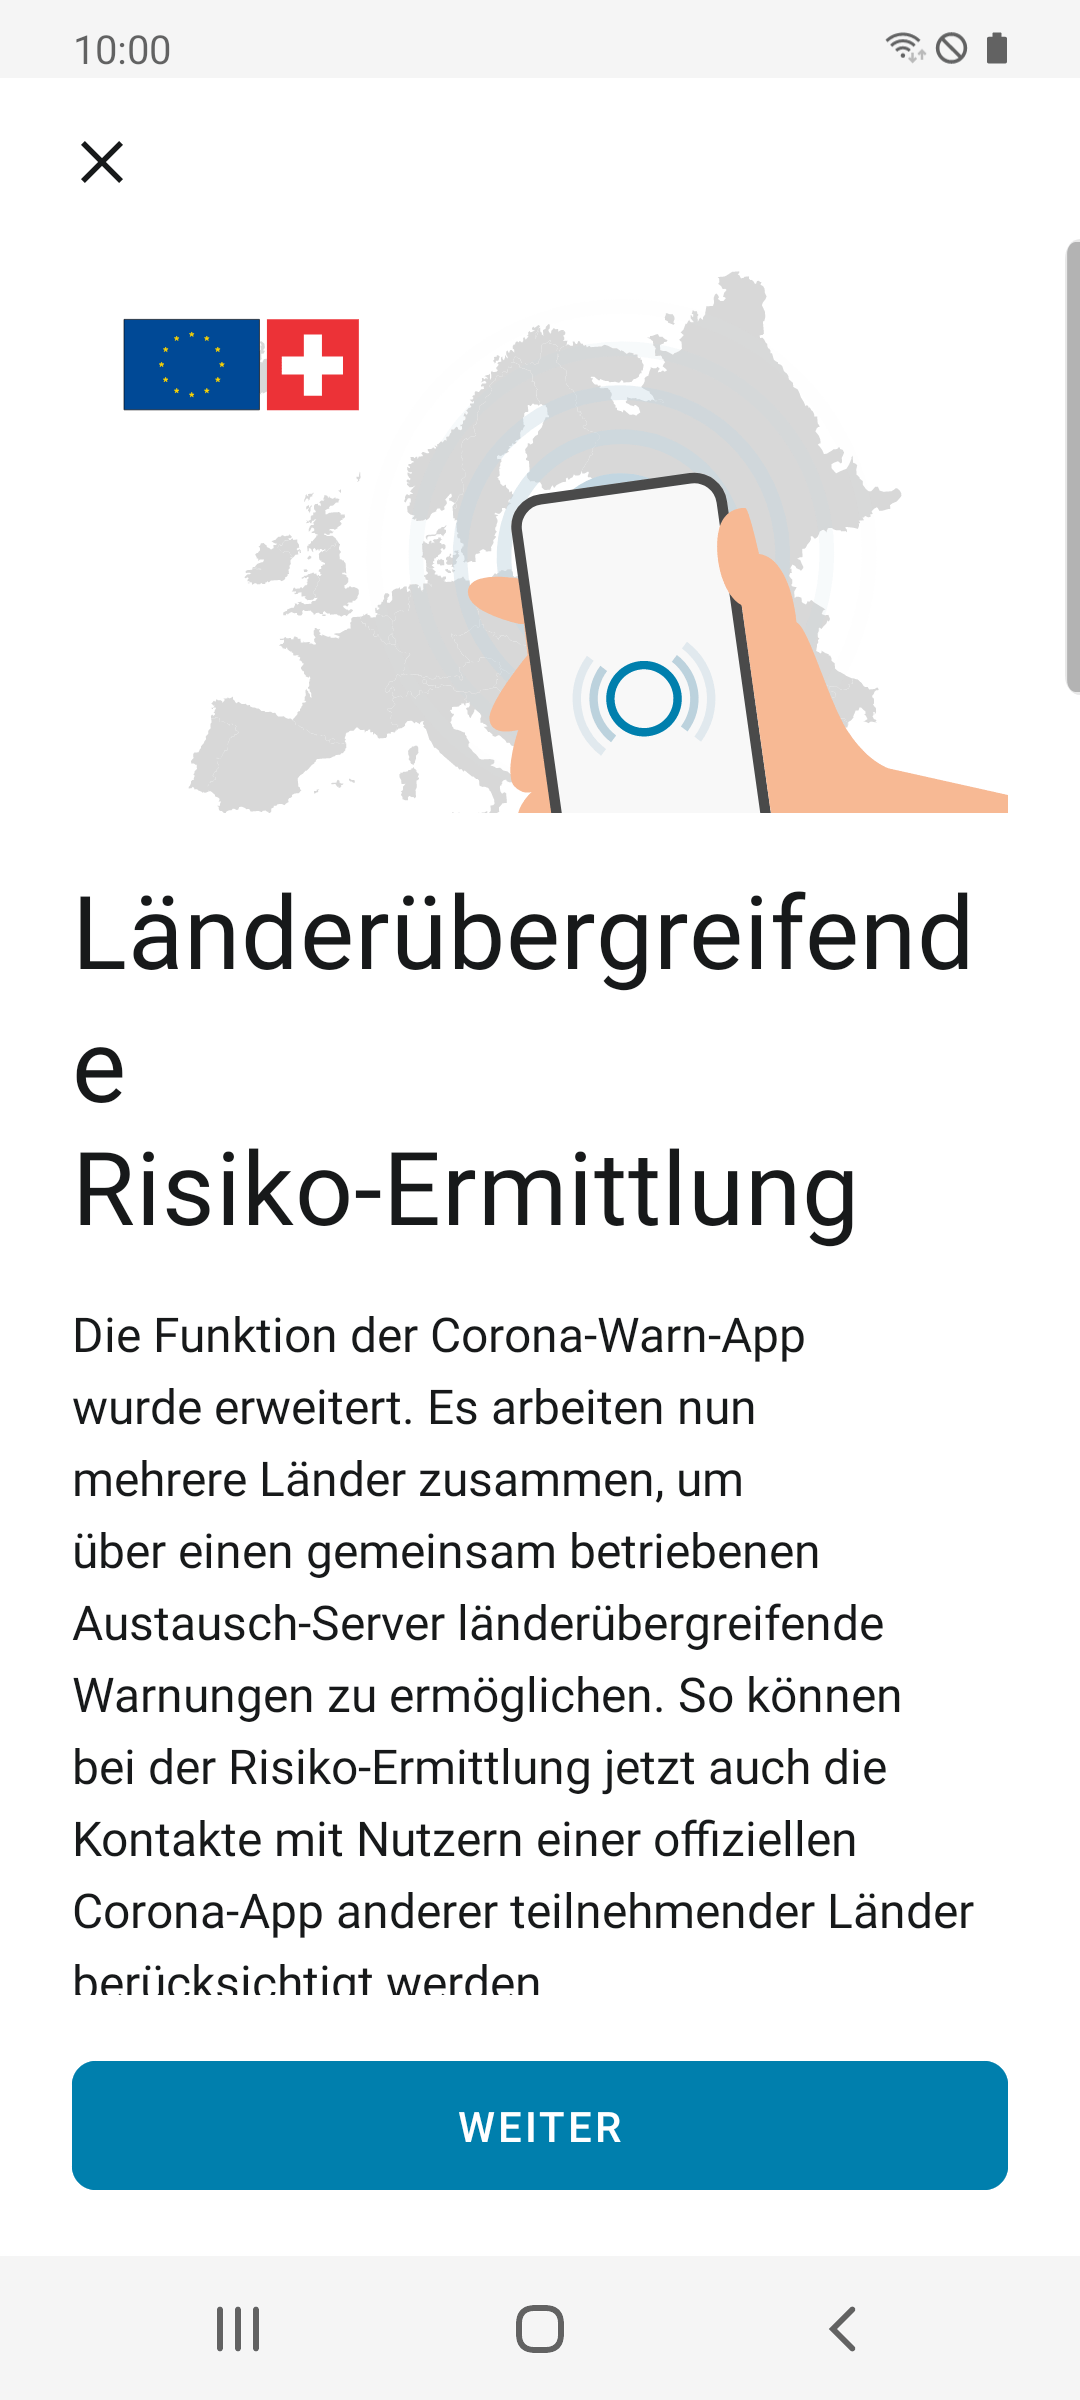 10:00
Länderübergreifend
e
Risiko-Ermittlung
Die Funktion der Corona-Warn-App
wurde erweitert. Es arbeiten nun
mehrere Länder zusammen, um
über einen gemeinsam betriebenen
Austausch-Server länderübergreifende
Warnungen zu ermöglichen. So können
bei der Risiko-Ermittlung jetzt auch die
Kontakte mit Nutzern einer offiziellen
Corona-App anderer teilnehmender Länder
berücksichtigt werden
WEITER